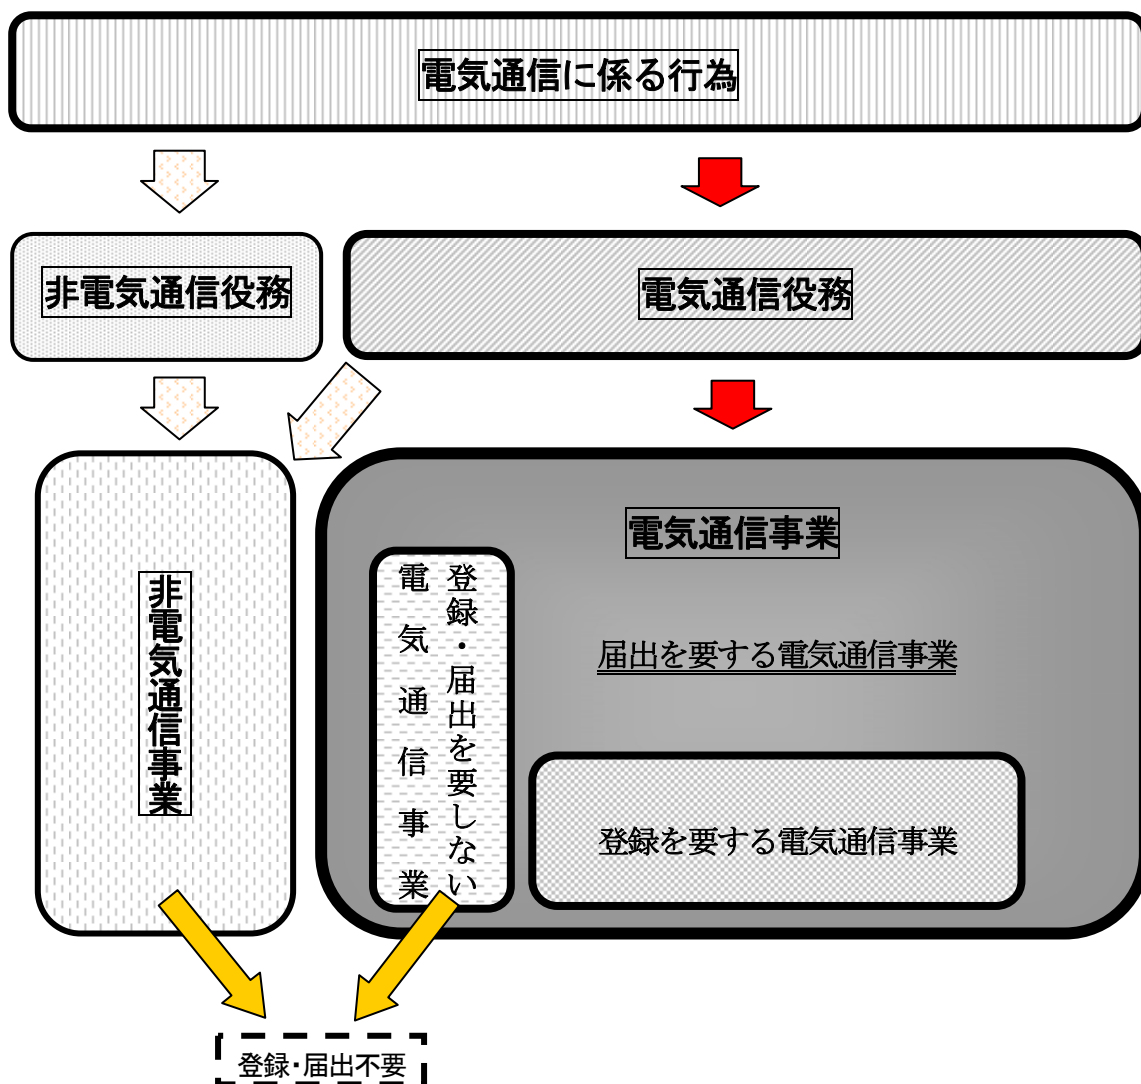 電気通信に係る行為
非電気通信役務
電気通信役務
非電気通信事業
電気通信事業
登録・届出を要しない
電気通信事業
届出を要する電気通信事業
登録を要する電気通信事業
登録・届出不要